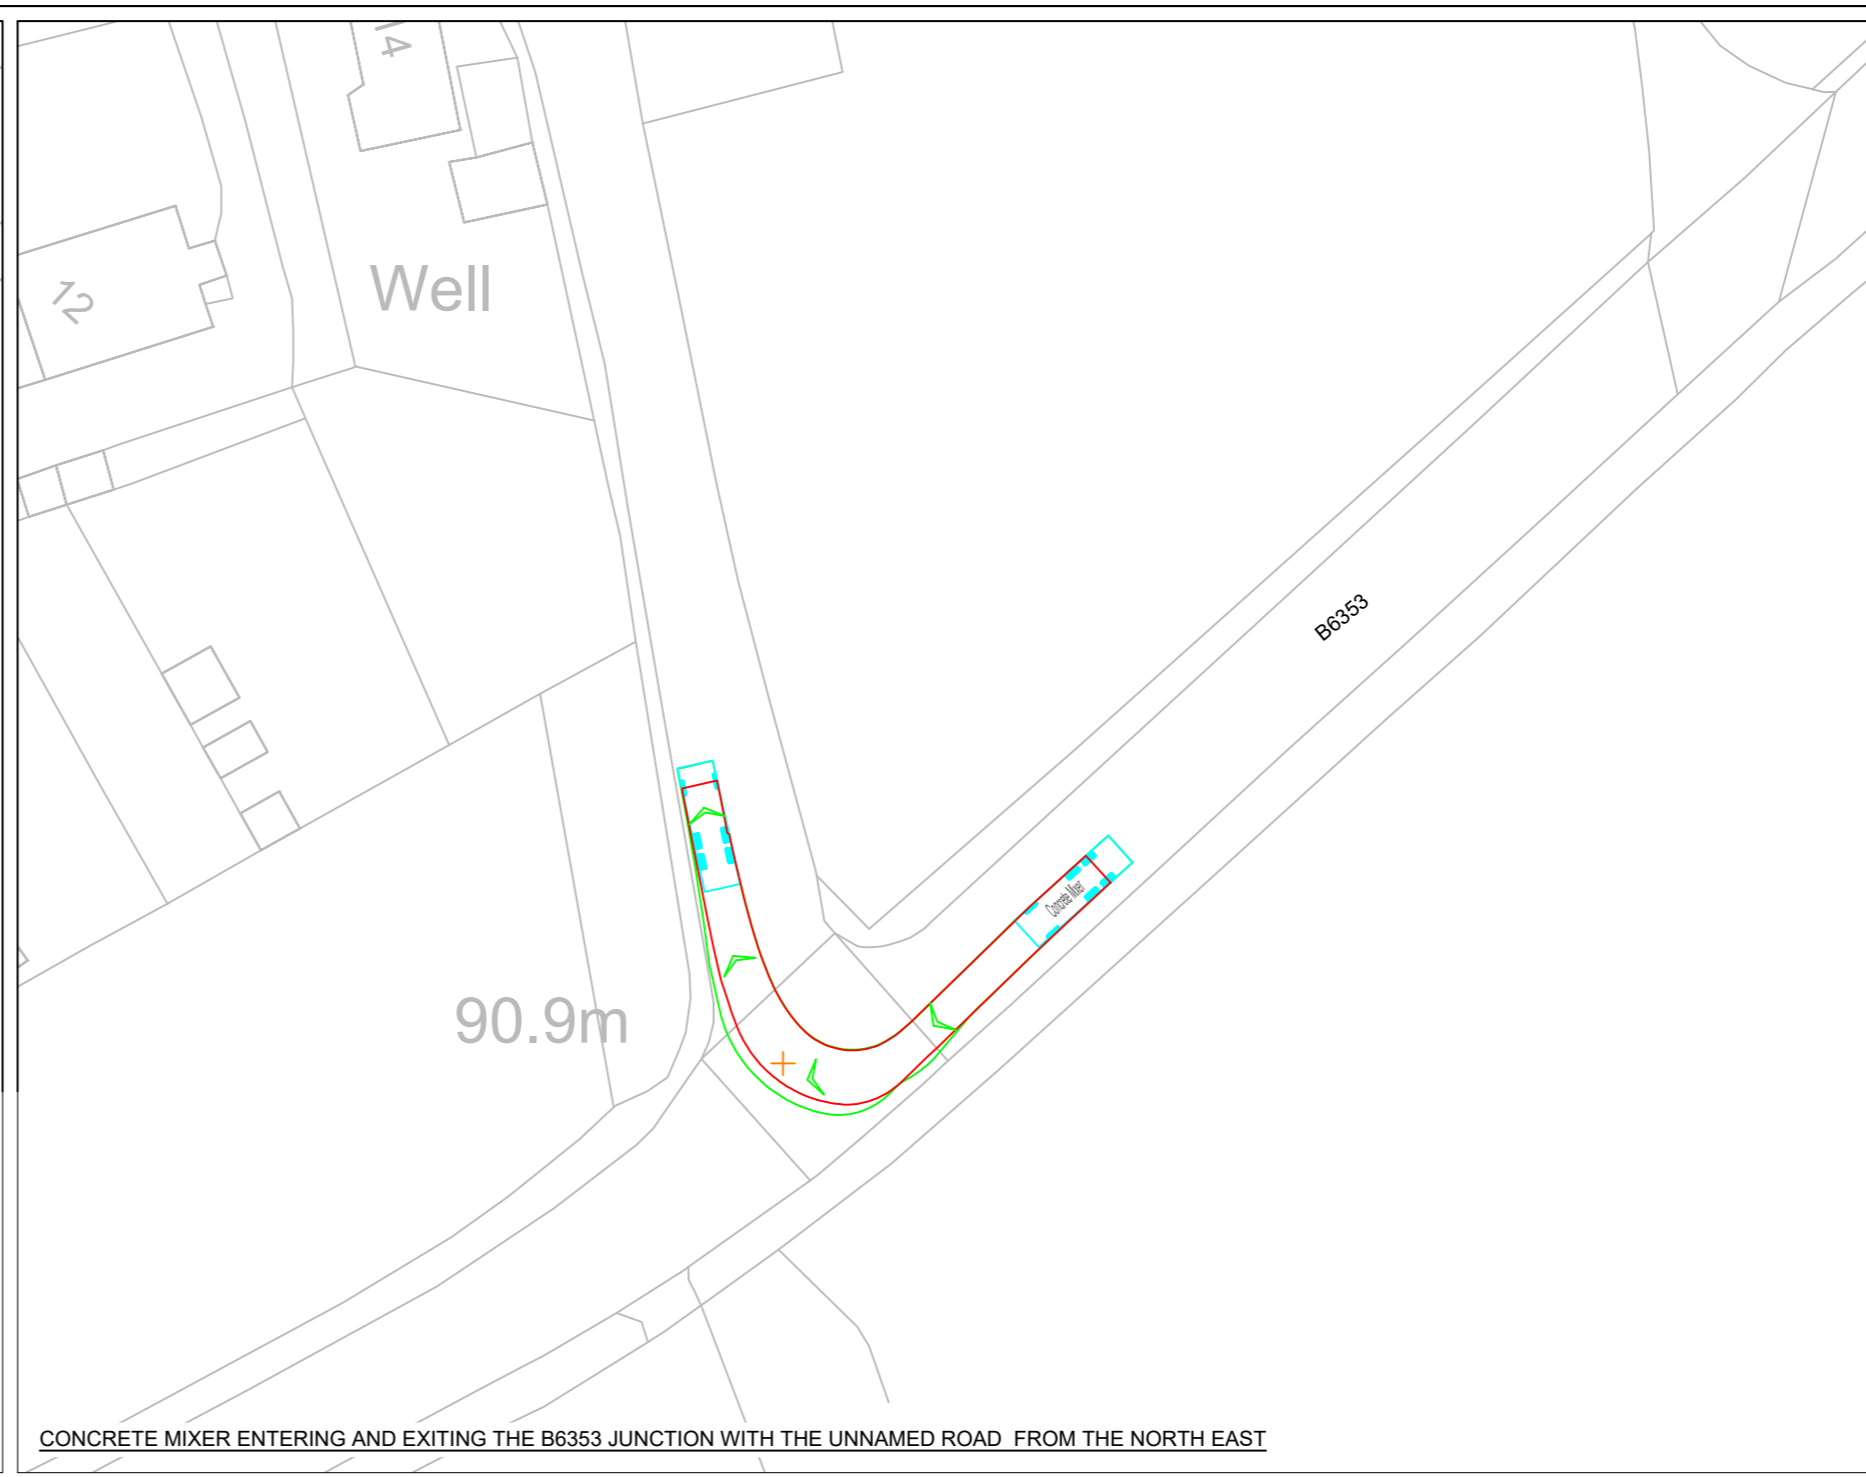 14
12
Well
B6353
Concrete Mixer
90.9m
CONCRETE MIXER ENTERING AND EXITING THE B6353 JUNCTION WITH THE UNNAMED ROAD FROM THE NORTH EAST